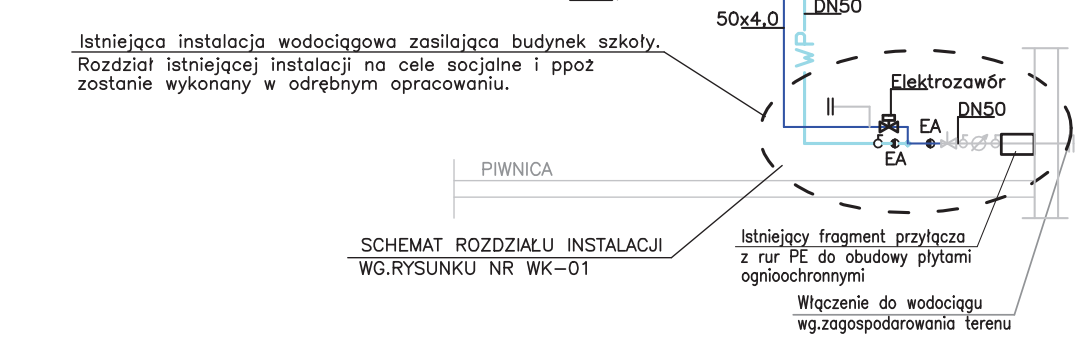 DN50
50x4,0
WP
Istniejąca instalacja wodociągowa zasilająca budynek szkoły.
Rozdział istniejącej instalacji na cele socjalne i ppoż
zostanie wykonany w odrębnym opracowaniu.
Elektrozawór
DN50
EA
EA
PIWNICA
SCHEMAT ROZDZIAŁU INSTALACJI
WG.RYSUNKU NR WK-01
Istniejący fragment przyłącza
z rur PE do obudowy płytami
ognioochronnymi
Włączenie do wodociągu
wg.zagospodarowania terenu